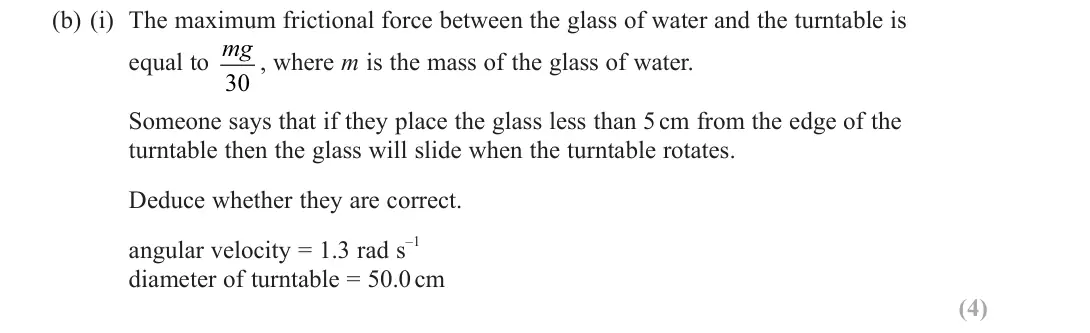 (b) (i) The maximum frictional force between the glass of water and the turntable is
equal to mg/30, where m is the mass of the glass of water.
Someone says that if they place the glass less than 5 cm from the edge of the
turntable then the glass will slide when the turntable rotates.
Deduce whether they are correct.
angular velocity = 1.3 rad s⁻¹
diameter of turntable = 50.0 cm
(4)